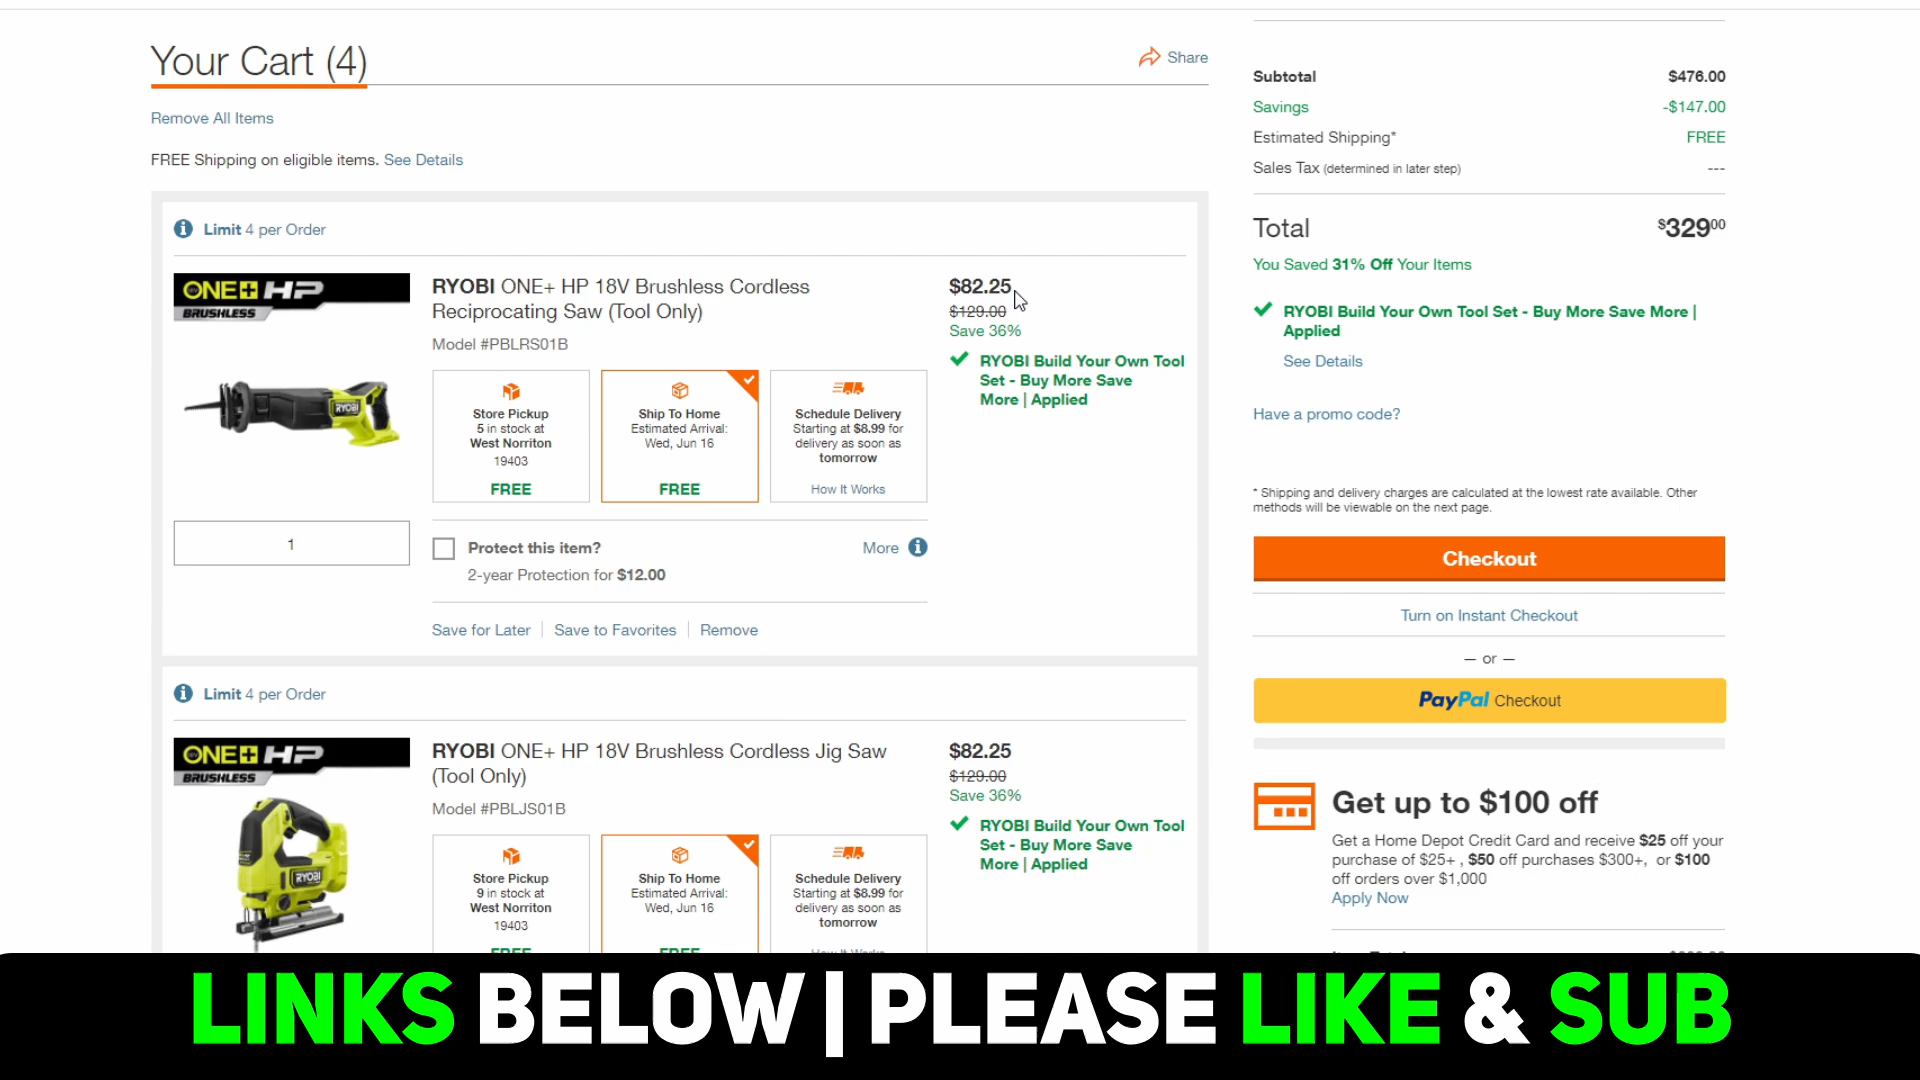 Your Cart (4)
Share
Remove All Items
FREE Shipping on eligible items. See Details
Limit 4 per Order
ONE+ HP
BRUSHLESS
RYOBI
RYOBI ONE+ HP 18V Brushless Cordless
Reciprocating Saw (Tool Only)
Model #PBLRS01B
$82.25
$129.00
Save 36%
RYOBI Build Your Own Tool
Set - Buy More Save
More | Applied
Store Pickup
5 in stock at
West Norriton
19403
FREE
Ship To Home
Estimated Arrival:
Wed, Jun 16
FREE
Schedule Delivery
Starting at $8.99 for
delivery as soon as
tomorrow
How It Works
1
Protect this item?
More
2-year Protection for $12.00
Save for Later
Save to Favorites
Remove
Limit 4 per Order
ONE+ HP
BRUSHLESS
RYOBI
RYOBI ONE+ HP 18V Brushless Cordless Jig Saw
(Tool Only)
Model #PBLJS01B
$82.25
$129.00
Save 36%
RYOBI Build Your Own Tool
Set - Buy More Save
More | Applied
Store Pickup
9 in stock at
West Norriton
19403
FREE
Ship To Home
Estimated Arrival:
Wed, Jun 16
FREE
Schedule Delivery
Starting at $8.99 for
delivery as soon as
tomorrow
How It Works
Subtotal $476.00
Savings -$147.00
Estimated Shipping* FREE
Sales Tax (determined in later step) ---
Total $329.00
You Saved 31% Off Your Items
RYOBI Build Your Own Tool Set - Buy More Save More |
Applied
See Details
Have a promo code?
* Shipping and delivery charges are calculated at the lowest rate available. Other
methods will be viewable on the next page.
Checkout
Turn on Instant Checkout
— or —
PayPal Checkout
Get up to $100 off
Get a Home Depot Credit Card and receive $25 off your
purchase of $25+ , $50 off purchases $300+, or $100
off orders over $1,000
Apply Now
LINKS BELOW | PLEASE LIKE & SUB